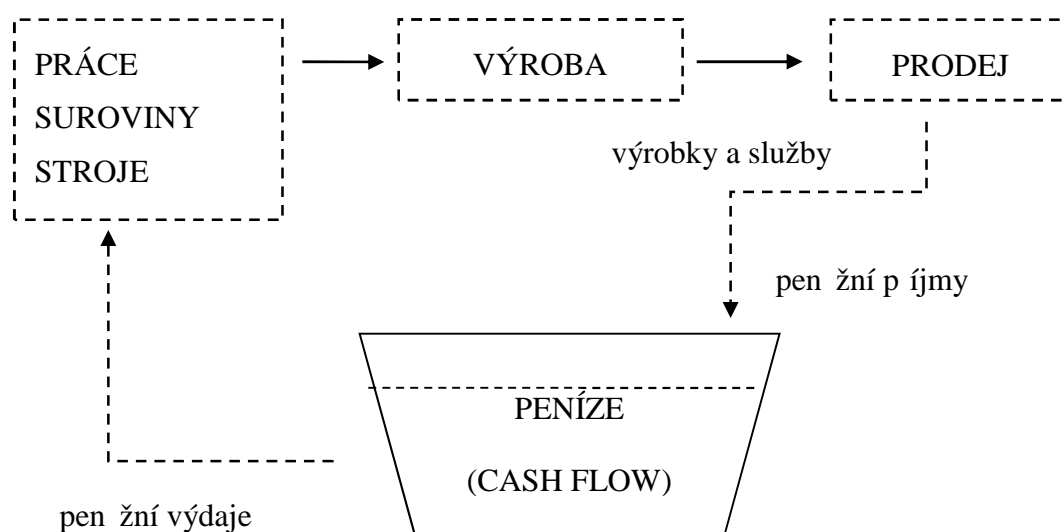 PRÁCE
SUROVINY
STROJE
VÝROBA
PRODEJ
výrobky a služby
pen žní p íjmy
PENÍZE
(CASH FLOW)
pen žní výdaje